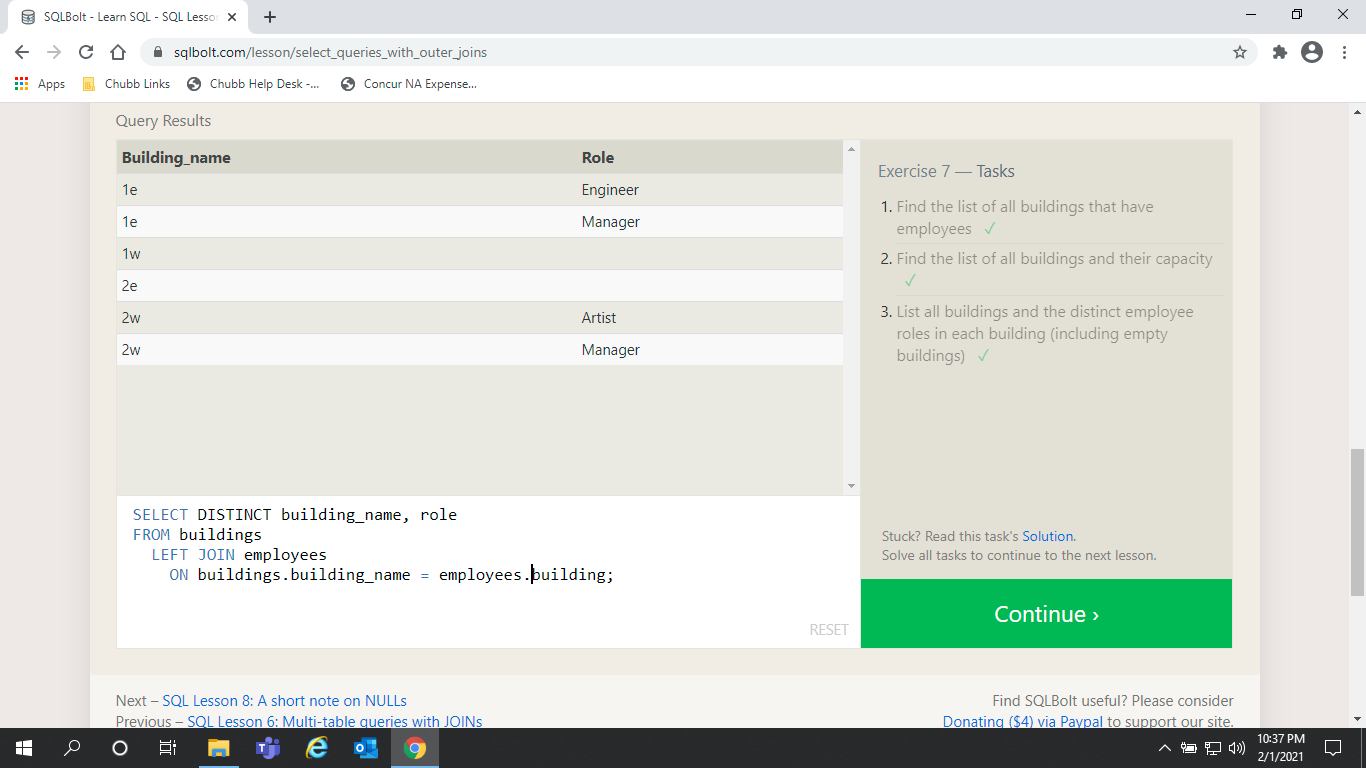 SQLBolt - Learn SQL - SQL Lesson
sqlbolt.com/lesson/select_queries_with_outer_joins
Apps Chubb Links Chubb Help Desk -... Concur NA Expense...
Query Results
Building_name Role
1e Engineer
1e Manager
1w
2e
2w Artist
2w Manager
Exercise 7 — Tasks
1. Find the list of all buildings that have
employees ✓
2. Find the list of all buildings and their capacity
✓
3. List all buildings and the distinct employee
roles in each building (including empty
buildings) ✓
SELECT DISTINCT building_name, role
FROM buildings
LEFT JOIN employees
ON buildings.building_name = employees.building;
RESET
Stuck? Read this task's Solution.
Solve all tasks to continue to the next lesson.
Continue ›
Next – SQL Lesson 8: A short note on NULLs
Previous – SQL Lesson 6: Multi-table queries with JOINs
Find SQLBolt useful? Please consider
Donating ($4) via Paypal to support our site.
10:37 PM
2/1/2021